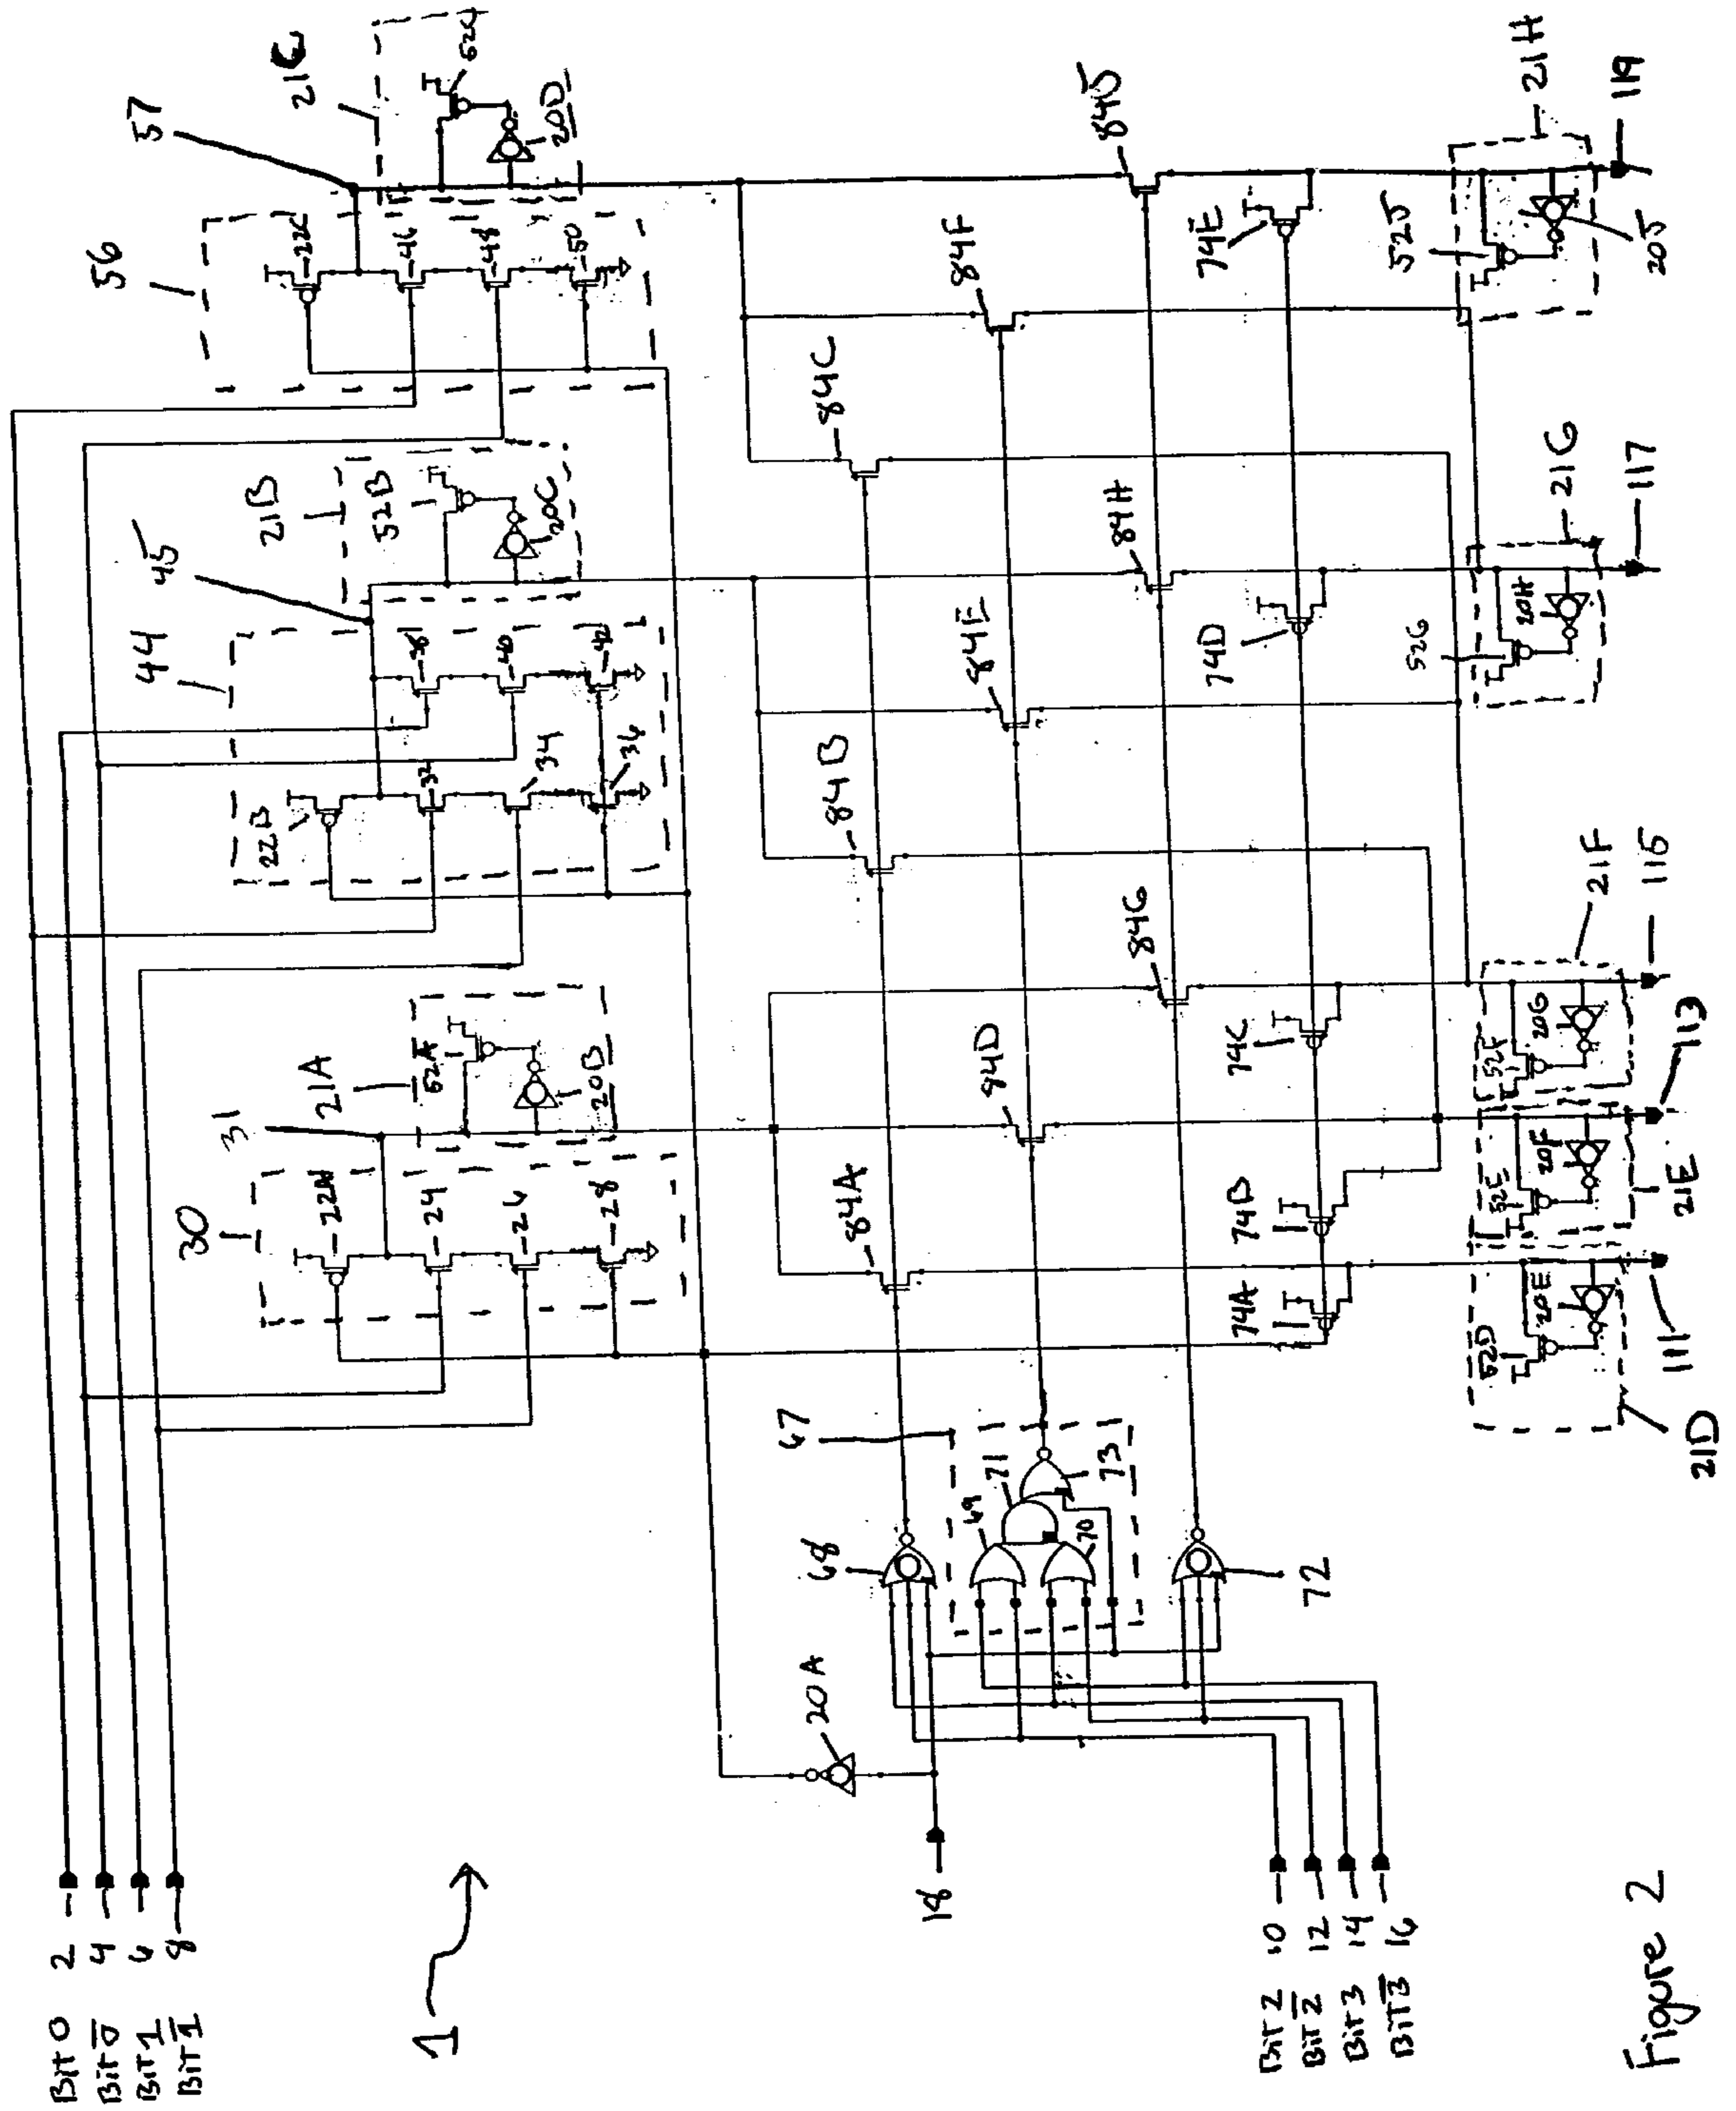 Figure 2
1
Bit 0 2
Bit 0̅ 4
Bit 1 6
Bit 1̅ 8
18
Bit 2 10
Bit 2̅ 12
Bit 3 14
Bit 3̅ 16
20A
30
31
21A
52A
20B
22A
24
26
28
44
45
21B
52B
20C
22B
32
34
36
38
40
42
56
57
21C
52C
20D
22C
46
48
50
67
68
69
70
71
73
72
84A
84B
84C
84D
84E
84F
84G
84H
84J
74A
74B
74C
74D
74E
21D
52D
20E
111
21E
52E
20F
113
21F
52F
20G
115
21G
52G
20H
117
21H
52J
20J
119